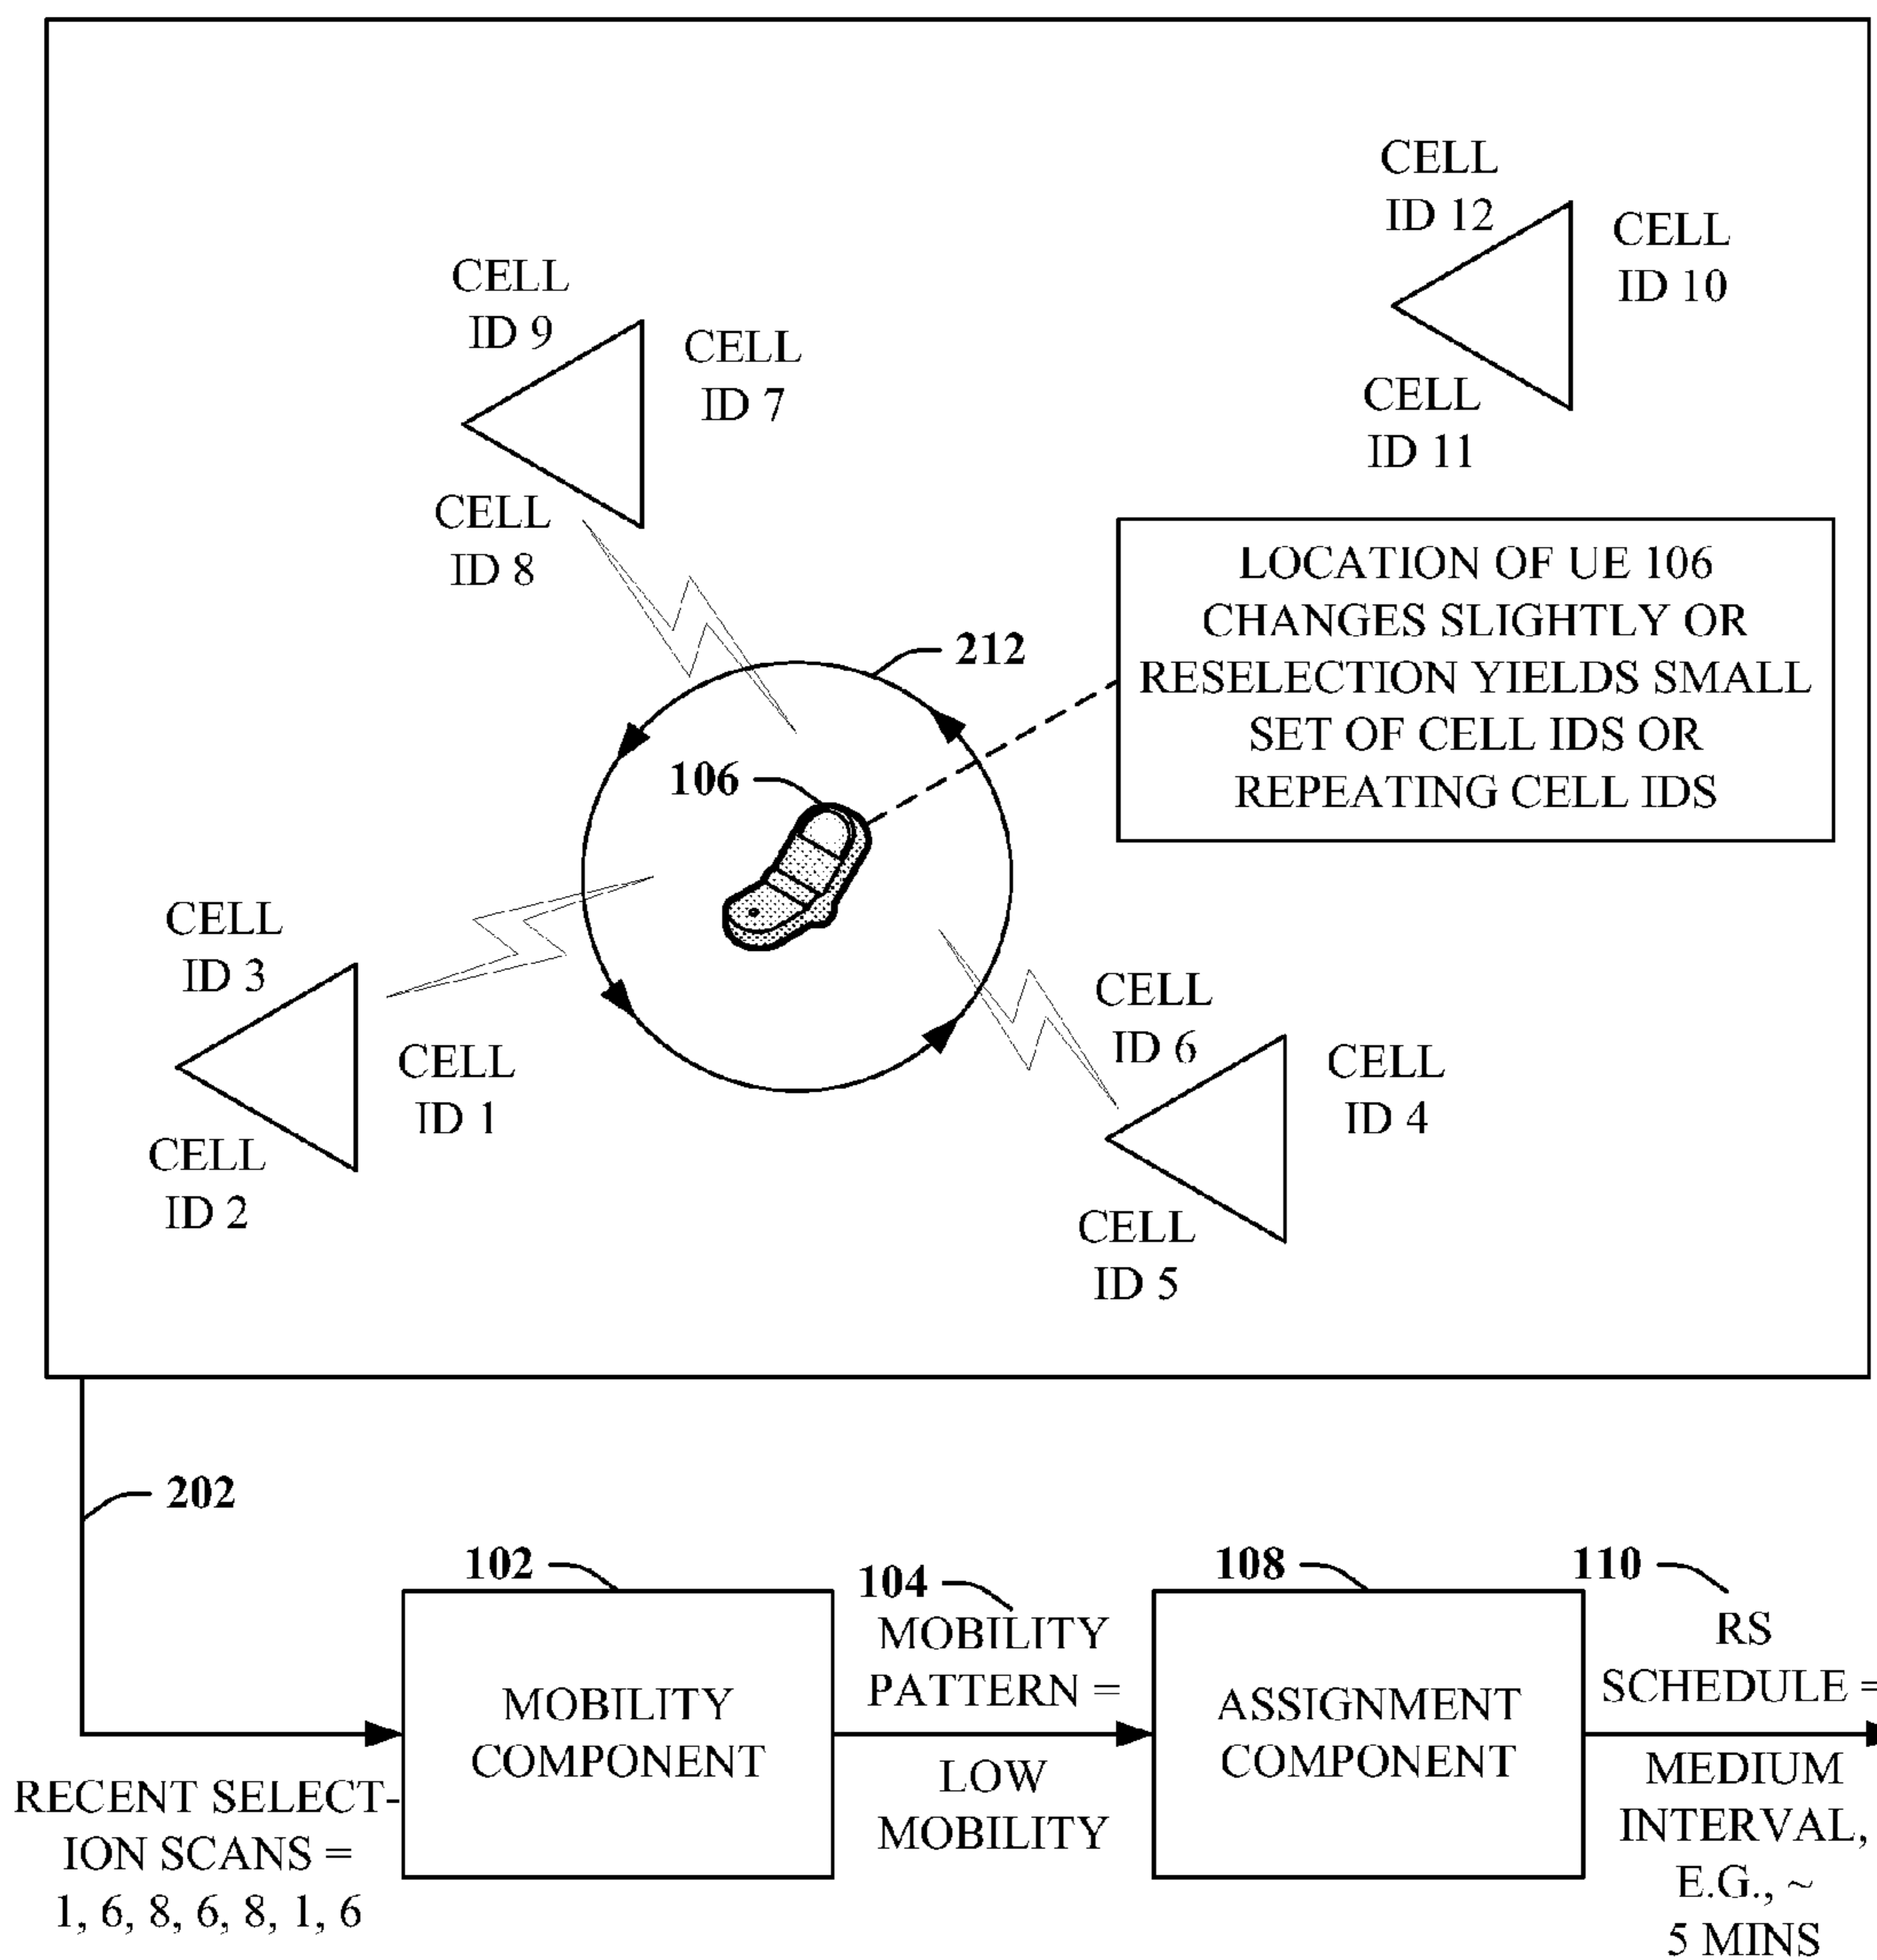 CELL
ID 12
CELL
ID 10
CELL
ID 11
CELL
ID 9
CELL
ID 7
CELL
ID 8
LOCATION OF UE 106
CHANGES SLIGHTLY OR
RESELECTION YIELDS SMALL
SET OF CELL IDS OR
REPEATING CELL IDS
212
106
CELL
ID 3
CELL
ID 1
CELL
ID 2
CELL
ID 6
CELL
ID 4
CELL
ID 5
202
102
104
108
110
RECENT SELECT-
ION SCANS =
1, 6, 8, 6, 8, 1, 6
MOBILITY
COMPONENT
MOBILITY
PATTERN =
LOW
MOBILITY
ASSIGNMENT
COMPONENT
RS
SCHEDULE =
MEDIUM
INTERVAL,
E.G., ~
5 MINS